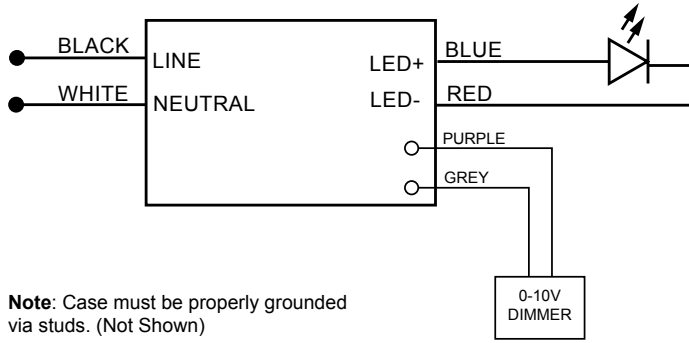 BLACK
LINE
WHITE
NEUTRAL
LED+
BLUE
LED-
RED
PURPLE
GREY
0-10V
DIMMER
Note: Case must be properly grounded
via studs. (Not Shown)